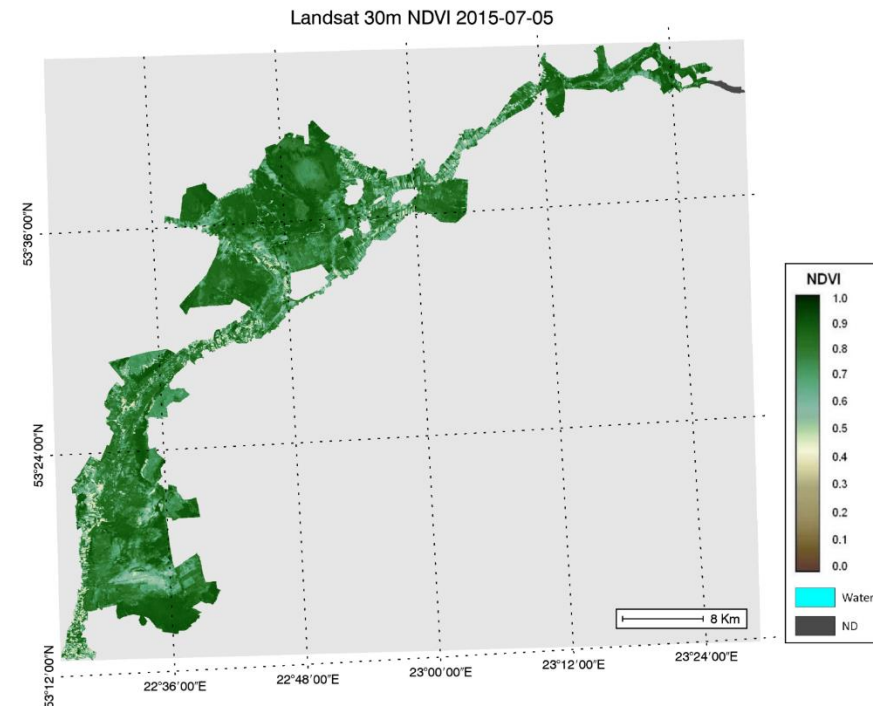 Landsat 30m NDVI 2015-07-05
53°36'00"N
53°24'00"N
53°12'00"N
22°36'00"E
22°48'00"E
23°00'00"E
23°12'00"E
23°24'00"E
8 Km
NDVI
1.0
0.9
0.8
0.7
0.6
0.5
0.4
0.3
0.2
0.1
0.0
Water
ND